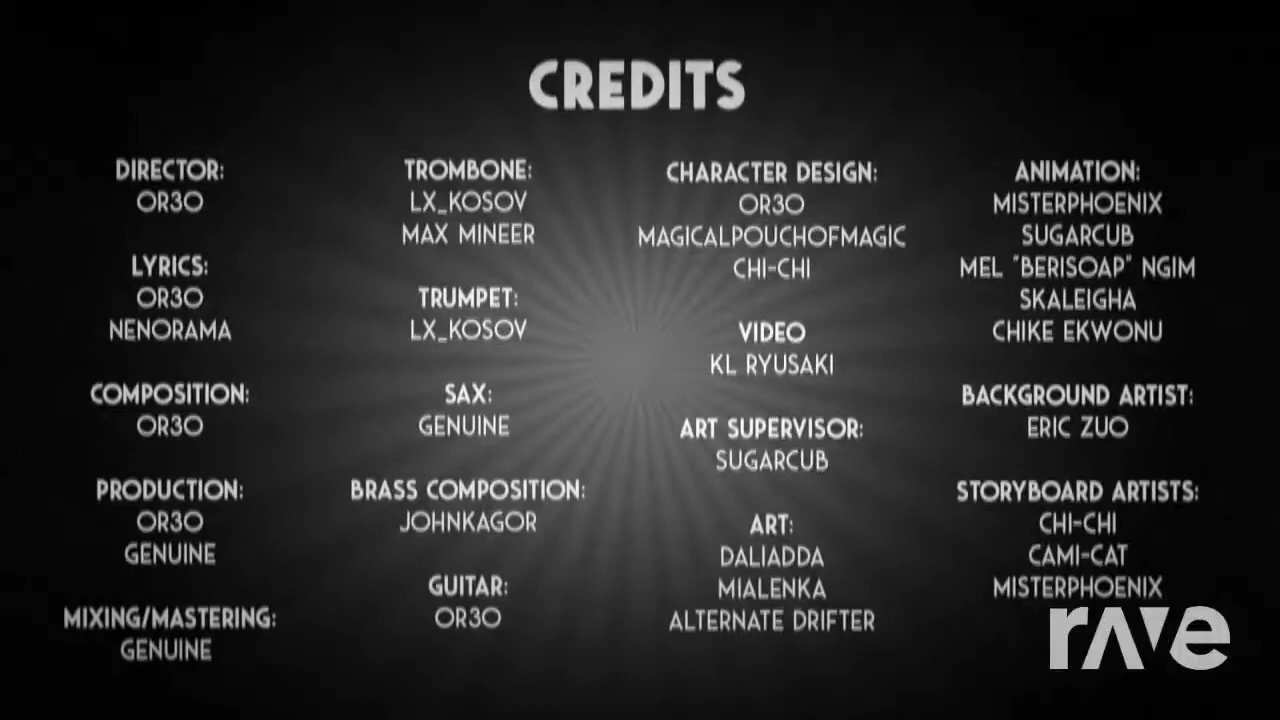 CREDITS
DIRECTOR:
OR3O
LYRICS:
OR3O
NENORAMA
COMPOSITION:
OR3O
PRODUCTION:
OR3O
GENUINE
MIXING/MASTERING:
GENUINE
TROMBONE:
LX_KOSOV
MAX MINEER
TRUMPET:
LX_KOSOV
SAX:
GENUINE
BRASS COMPOSITION:
JOHNKAGOR
GUITAR:
OR3O
CHARACTER DESIGN:
OR3O
MAGICALPOUCHOFMAGIC
CHI-CHI
VIDEO
KL RYUSAKI
ART SUPERVISOR:
SUGARCUB
ART:
DALIADDA
MIALENKA
ALTERNATE DRIFTER
ANIMATION:
MISTERPHOENIX
SUGARCUB
MEL "BERISOAP" NGIM
SKALEIGHA
CHIKE EKWONU
BACKGROUND ARTIST:
ERIC ZUO
STORYBOARD ARTISTS:
CHI-CHI
CAMI-CAT
MISTERPHOENIX
rave